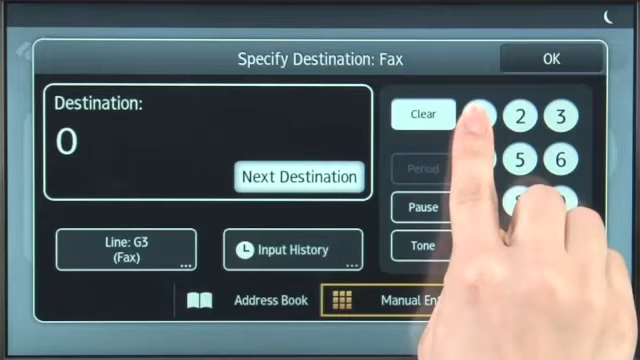 Specify Destination: Fax
OK
Destination:
0
Next Destination
Clear
2
3
Period
5
6
Pause
Tone
Line: G3
(Fax)
...
Input History
...
Address Book
Manual